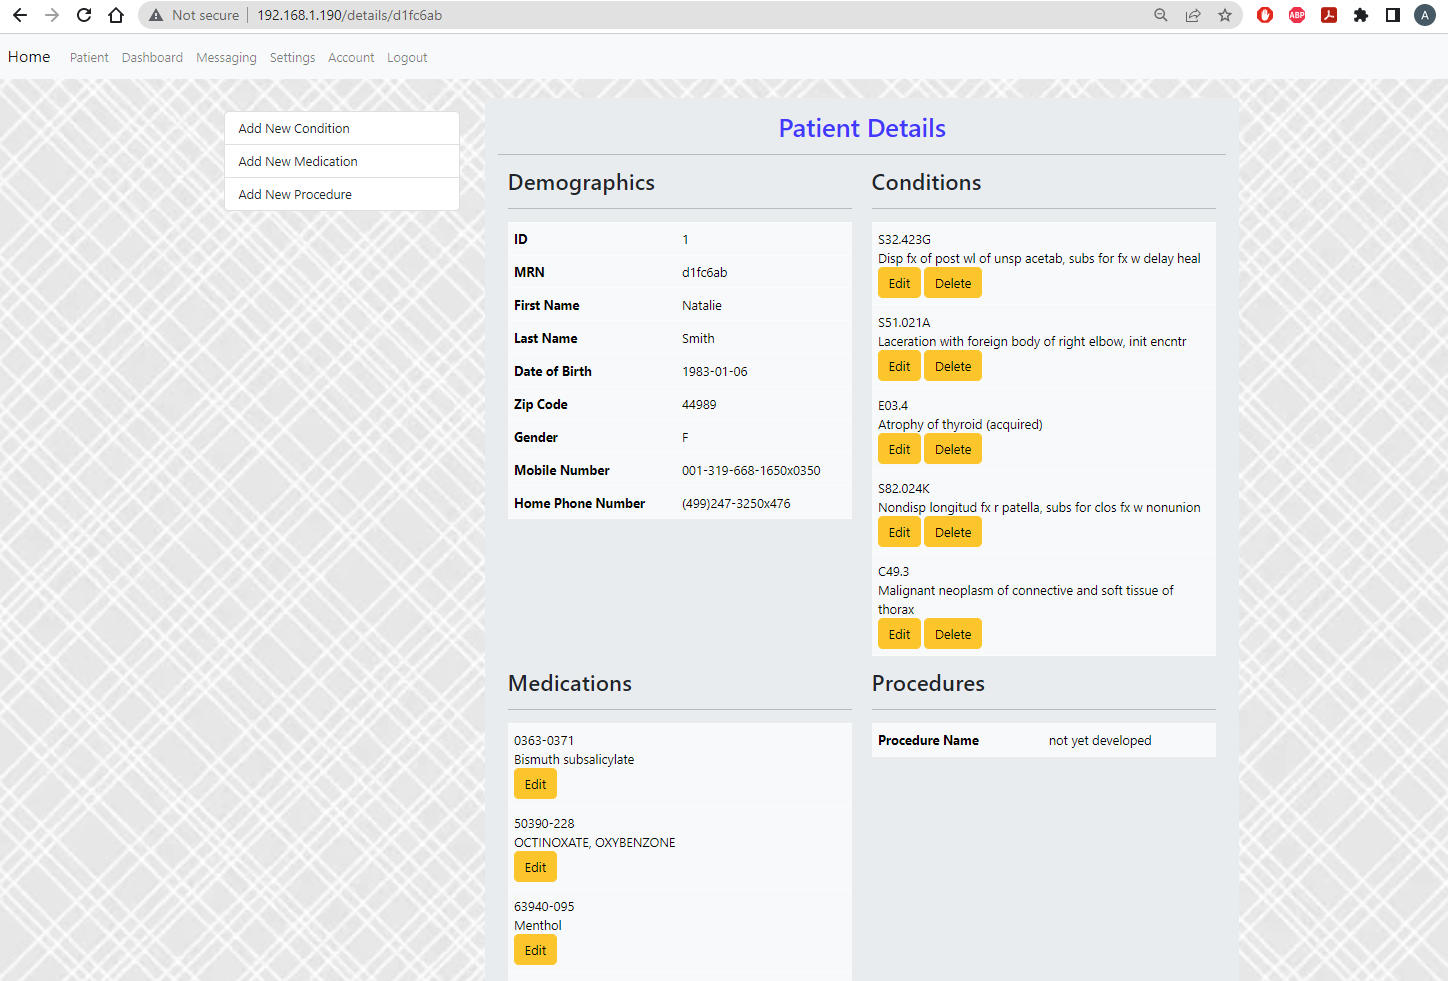 Not secure | 192.168.1.190/details/d1fc6ab
ABP
A
Home Patient Dashboard Messaging Settings Account Logout
Add New Condition
Add New Medication
Add New Procedure
Patient Details
Demographics
ID 1
MRN d1fc6ab
First Name Natalie
Last Name Smith
Date of Birth 1983-01-06
Zip Code 44989
Gender F
Mobile Number 001-319-668-1650x0350
Home Phone Number (499)247-3250x476
Conditions
S32.423G
Disp fx of post wl of unsp acetab, subs for fx w delay heal
Edit Delete
S51.021A
Laceration with foreign body of right elbow, init encntr
Edit Delete
E03.4
Atrophy of thyroid (acquired)
Edit Delete
S82.024K
Nondisp longitud fx r patella, subs for clos fx w nonunion
Edit Delete
C49.3
Malignant neoplasm of connective and soft tissue of
thorax
Edit Delete
Medications
0363-0371
Bismuth subsalicylate
Edit
50390-228
OCTINOXATE, OXYBENZONE
Edit
63940-095
Menthol
Edit
Procedures
Procedure Name not yet developed